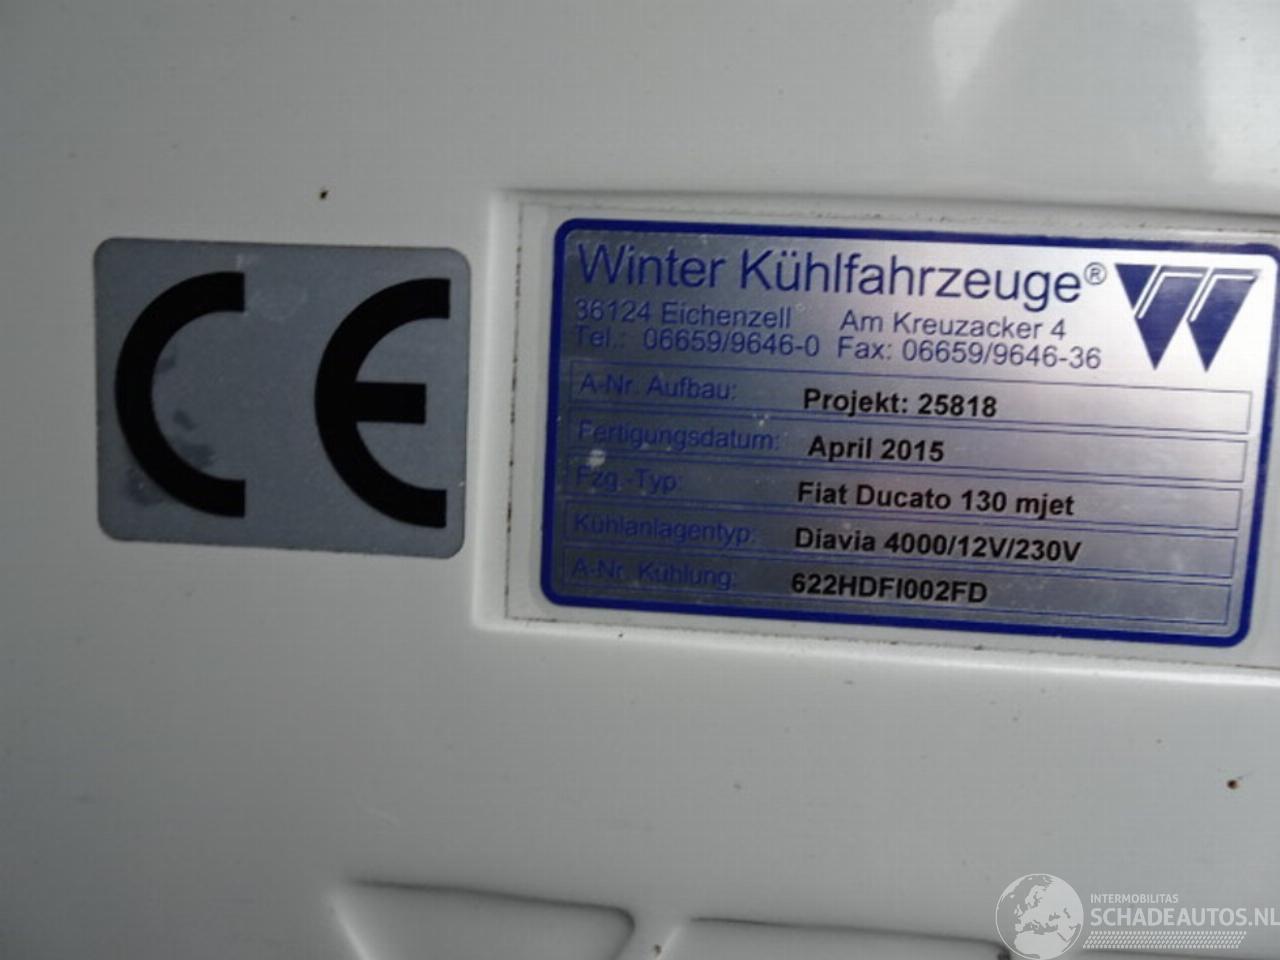 CE
Winter Kühlfahrzeuge®
36124 Eichenzell Am Kreuzacker 4
Tel.: 06659/9646-0 Fax: 06659/9646-36
A-Nr. Aufbau: Projekt: 25818
Fertigungsdatum: April 2015
Fzg.-Typ: Fiat Ducato 130 mjet
Kühlanlagentyp: Diavia 4000/12V/230V
A-Nr. Kühlung: 622HDFI002FD
INTERMOBILITAS
SCHADEAUTOS.NL